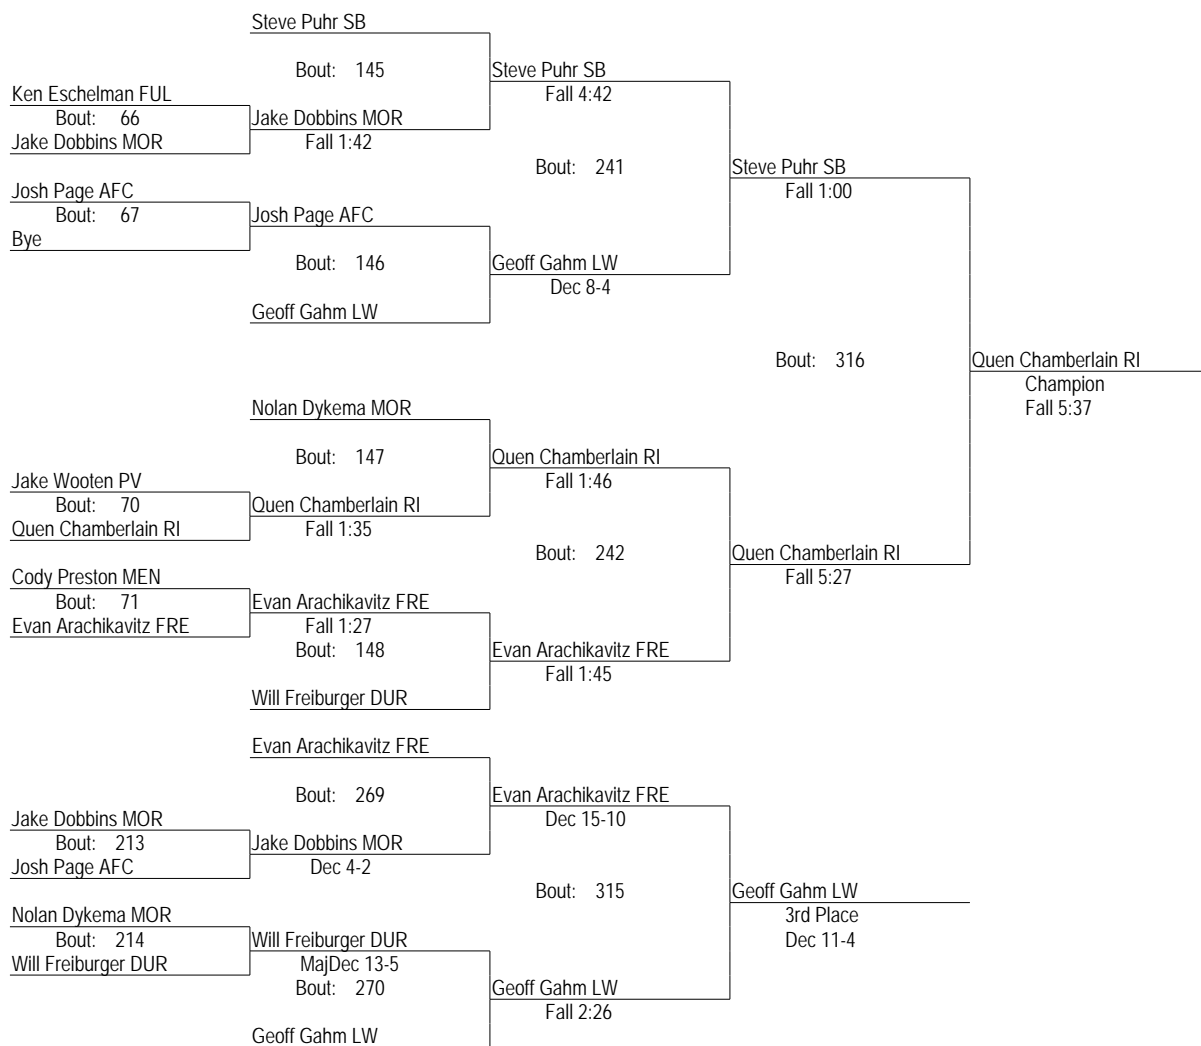 Steve Puhr SB
Bout: 145
Steve Puhr SB
Ken Eschelman FUL
Fall 4:42
Bout: 66
Jake Dobbins MOR
Jake Dobbins MOR
Fall 1:42
Bout: 241
Steve Puhr SB
Josh Page AFC
Fall 1:00
Bout: 67
Josh Page AFC
Bye
Bout: 146
Geoff Gahm LW
Dec 8-4
Geoff Gahm LW
Bout: 316
Quen Chamberlain RI
Champion
Nolan Dykema MOR
Fall 5:37
Bout: 147
Quen Chamberlain RI
Jake Wooten PV
Fall 1:46
Bout: 70
Quen Chamberlain RI
Quen Chamberlain RI
Fall 1:35
Bout: 242
Quen Chamberlain RI
Cody Preston MEN
Fall 5:27
Bout: 71
Evan Arachikavitz FRE
Evan Arachikavitz FRE
Fall 1:27
Bout: 148
Evan Arachikavitz FRE
Fall 1:45
Will Freiburger DUR
Evan Arachikavitz FRE
Bout: 269
Evan Arachikavitz FRE
Jake Dobbins MOR
Dec 15-10
Bout: 213
Jake Dobbins MOR
Josh Page AFC
Dec 4-2
Bout: 315
Geoff Gahm LW
Nolan Dykema MOR
3rd Place
Bout: 214
Will Freiburger DUR
Dec 11-4
Will Freiburger DUR
MajDec 13-5
Bout: 270
Geoff Gahm LW
Fall 2:26
Geoff Gahm LW